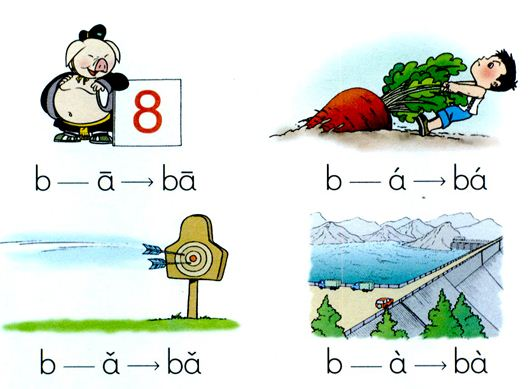 8
b — ā → bā
b — á → bá
b — ǎ → bǎ
b — à → bà